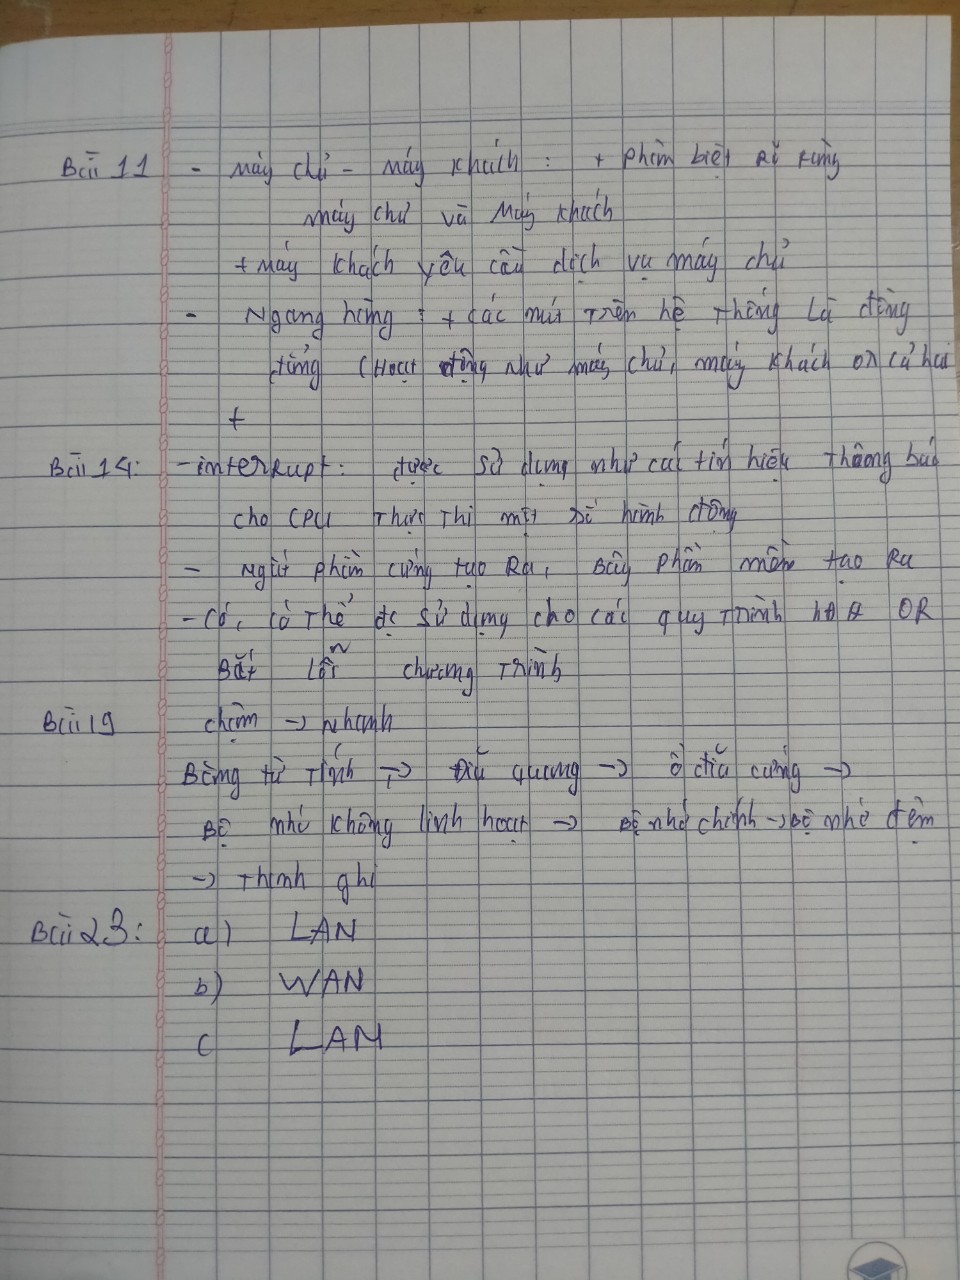 Bài 11 - Máy chủ - Máy khách : + Phân biệt rõ ràng
máy chủ và Máy khách
+ Máy khách yêu cầu dịch vụ máy chủ
- Ngang hàng : + các nút trên hệ thống là đồng
đẳng (Hoạt động như máy chủ, máy khách or cả hai
+
Bài 14: - interrupt : được sử dụng như các tín hiệu thông báo
cho CPU thực thi một số hành động
- Ngắt phần cứng tạo ra, Bẫy phần mềm tạo ra
- Có, có thể đc sử dụng cho các quy trình OR
Bắt lỗi chương trình
Bài 19 chậm → Nhanh
Băng từ tính → Đĩa quang → ổ đĩa cứng →
Bộ nhớ không linh hoạt → Bộ nhớ chính → Bộ nhớ đệm
→ Thanh ghi
Bài 23: a) LAN
b) WAN
c LAN